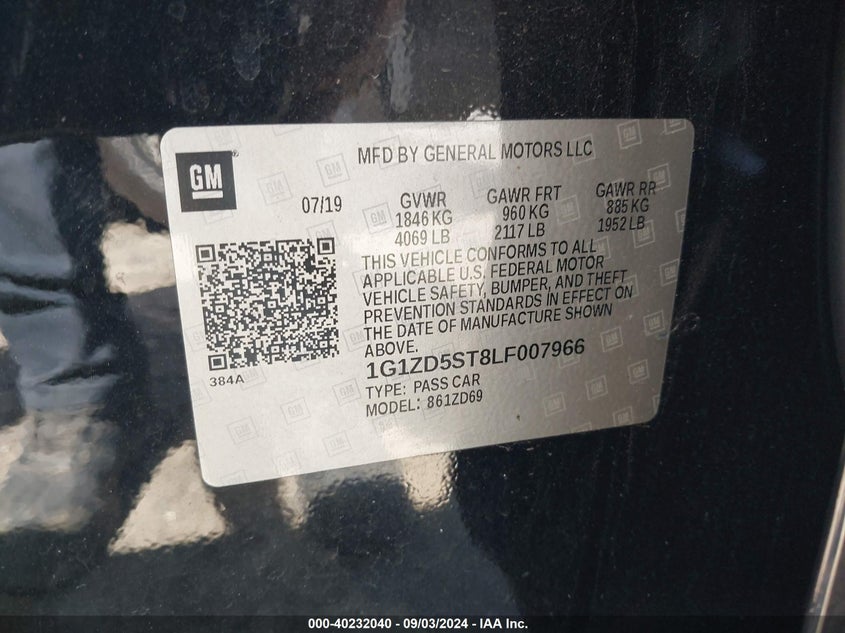 GM
MFD BY GENERAL MOTORS LLC
07/19
GVWR GAWR FRT GAWR RR
1846 KG 960 KG 885 KG
4069 LB 2117 LB 1952 LB
THIS VEHICLE CONFORMS TO ALL
APPLICABLE U.S. FEDERAL MOTOR
VEHICLE SAFETY, BUMPER, AND THEFT
PREVENTION STANDARDS IN EFFECT ON
THE DATE OF MANUFACTURE SHOWN
ABOVE.
1G1ZD5ST8LF007966
TYPE: PASS CAR
MODEL: 861ZD69
384A
000-40232040 - 09/03/2024 - IAA Inc.